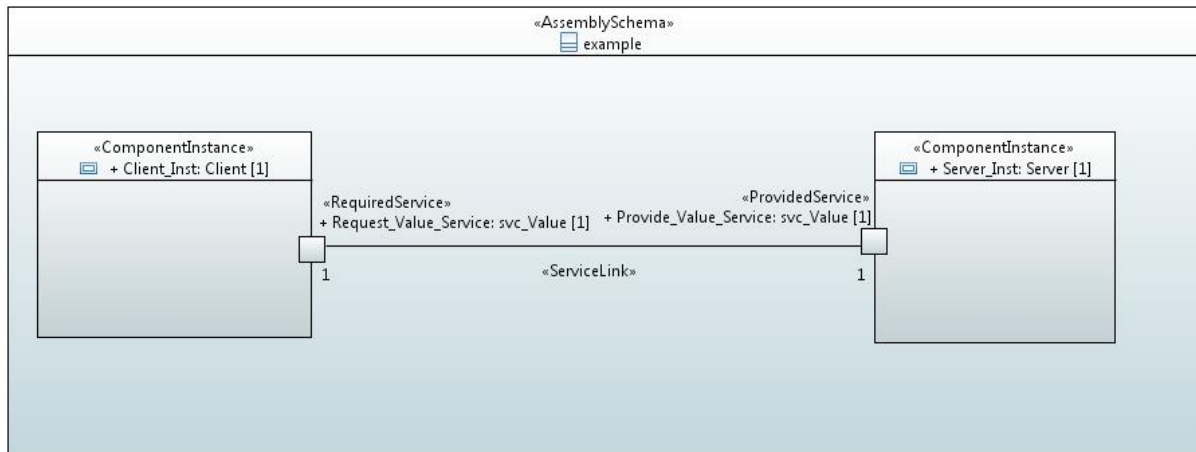 «AssemblySchema»
example
«ComponentInstance»
+ Client_Inst: Client [1]
«ComponentInstance»
+ Server_Inst: Server [1]
«RequiredService»
+ Request_Value_Service: svc_Value [1]
«ProvidedService»
+ Provide_Value_Service: svc_Value [1]
1
«ServiceLink»
1